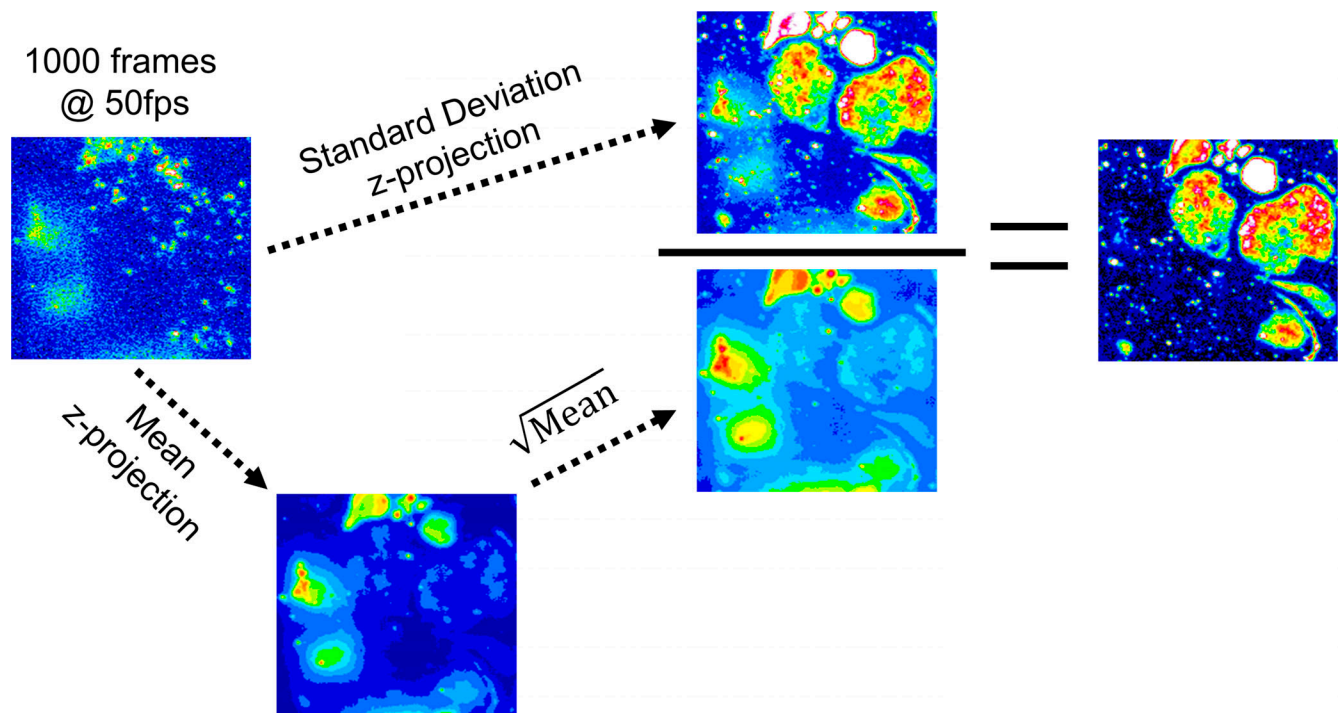 1000 frames
@ 50fps
Standard Deviation
z-projection
Mean
z-projection
√Mean